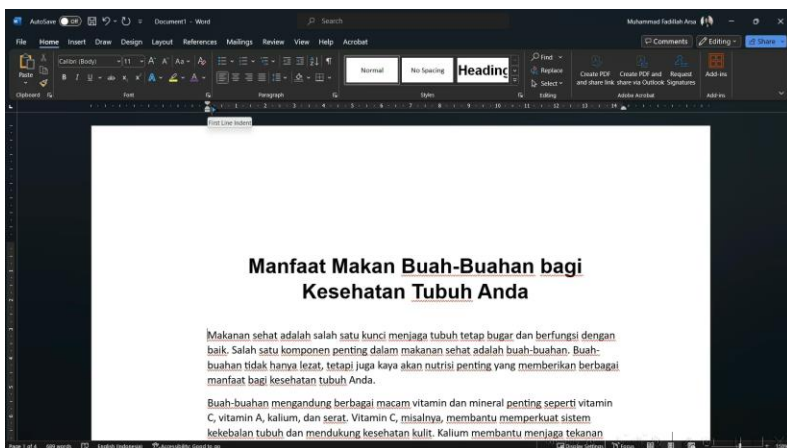 AutoSave Off Document1 - Word Search Muhammad Fadillah Arsa
File Home Insert Draw Design Layout References Mailings Review View Help Acrobat Comments Editing Share
Paste Calibri (Body) 11 Normal No Spacing Heading Find Replace Select
Create PDF and share link Create PDF and share via Outlook Request Signatures Add-ins
Clipboard Font Paragraph Styles Editing Adobe Acrobat Add-ins
First Line Indent
Manfaat Makan Buah-Buahan bagi
Kesehatan Tubuh Anda
Makanan sehat adalah salah satu kunci menjaga tubuh tetap bugar dan berfungsi dengan
baik. Salah satu komponen penting dalam makanan sehat adalah buah-buahan. Buah-
buahan tidak hanya lezat, tetapi juga kaya akan nutrisi penting yang memberikan berbagai
manfaat bagi kesehatan tubuh Anda.
Buah-buahan mengandung berbagai macam vitamin dan mineral penting seperti vitamin
C, vitamin A, kalium, dan serat. Vitamin C, misalnya, membantu memperkuat sistem
kekebalan tubuh dan mendukung kesehatan kulit. Kalium membantu menjaga tekanan
Page 1 of 4 English (Indonesia) Accessibility: Good to go Display Settings Focus